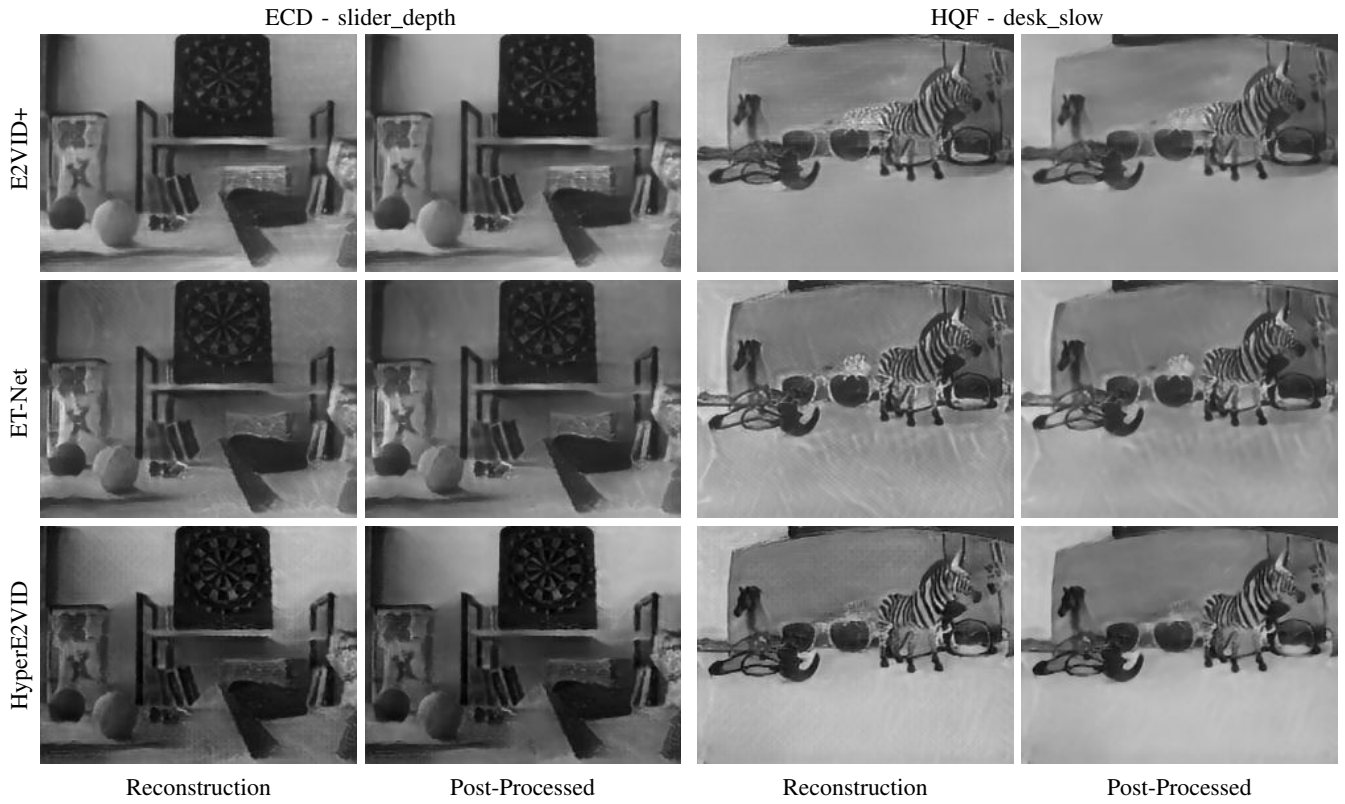 ECD - slider_depth
HQF - desk_slow
E2VID+
ET-Net
HyperE2VID
Reconstruction
Post-Processed
Reconstruction
Post-Processed